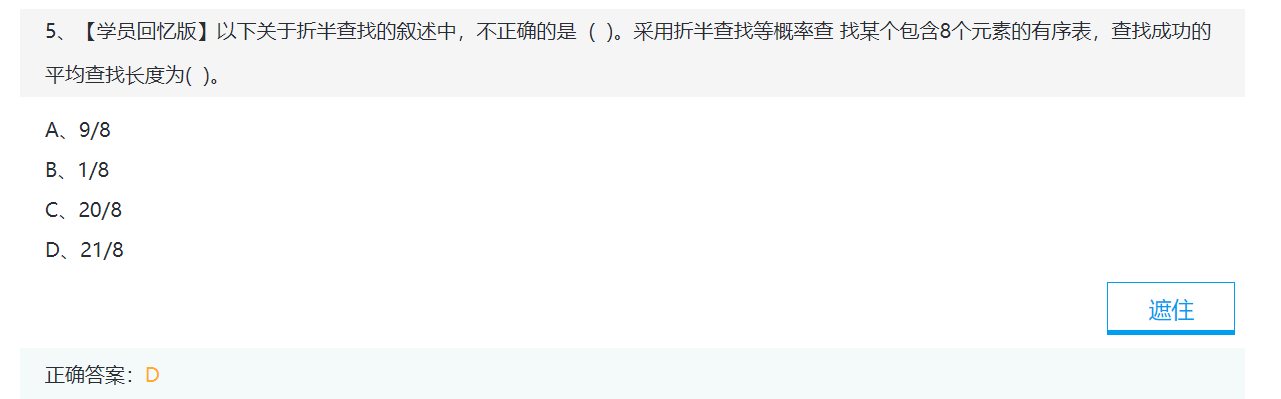 5、【学员回忆版】以下关于折半查找的叙述中，不正确的是（ )。采用折半查找等概率查 找某个包含8个元素的有序表，查找成功的
平均查找长度为( )。
A、9/8
B、1/8
C、20/8
D、21/8
遮住
正确答案：D